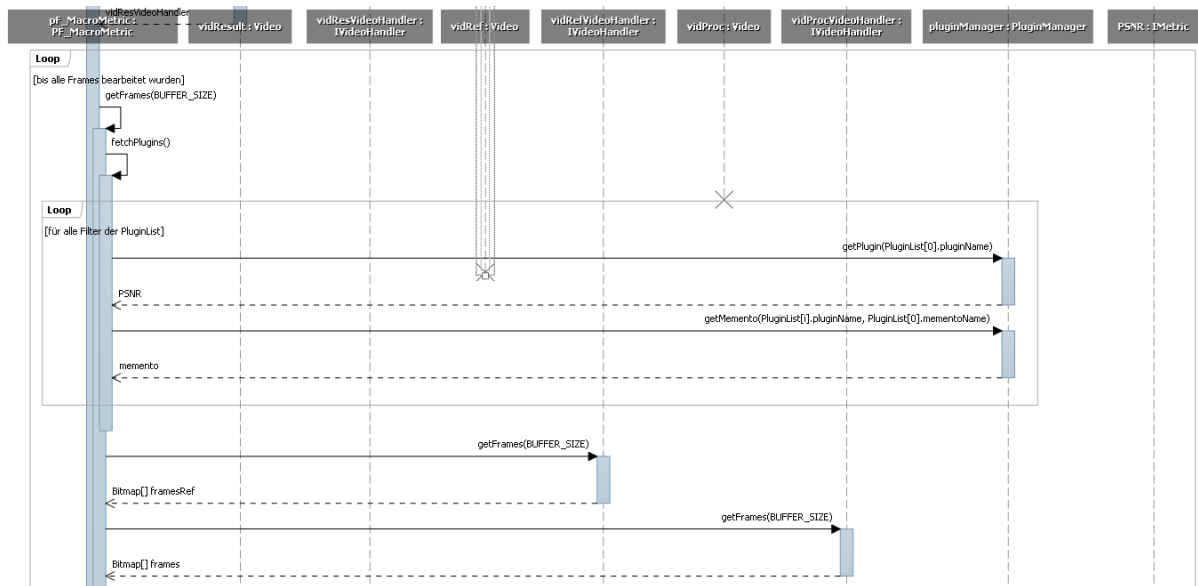 vidResVideoHandler
pF_MacroMetric :
PF_MacroMetric
vidResult : Video
vidResVideoHandler :
IVideoHandler
vidRef : Video
vidRefVideoHandler :
IVideoHandler
vidProc : Video
vidProcVideoHandler :
IVideoHandler
pluginManager : PluginManager
PSNR : IMetric
Loop
[bis alle Frames bearbeitet wurden]
getFrames(BUFFER_SIZE)
fetchPlugins()
Loop
[für alle Filter der PluginList]
getPlugin(PluginList[0].pluginName)
PSNR
getMemento(PluginList[i].pluginName, PluginList[0].mementoName)
memento
getFrames(BUFFER_SIZE)
Bitmap[] framesRef
getFrames(BUFFER_SIZE)
Bitmap[] frames